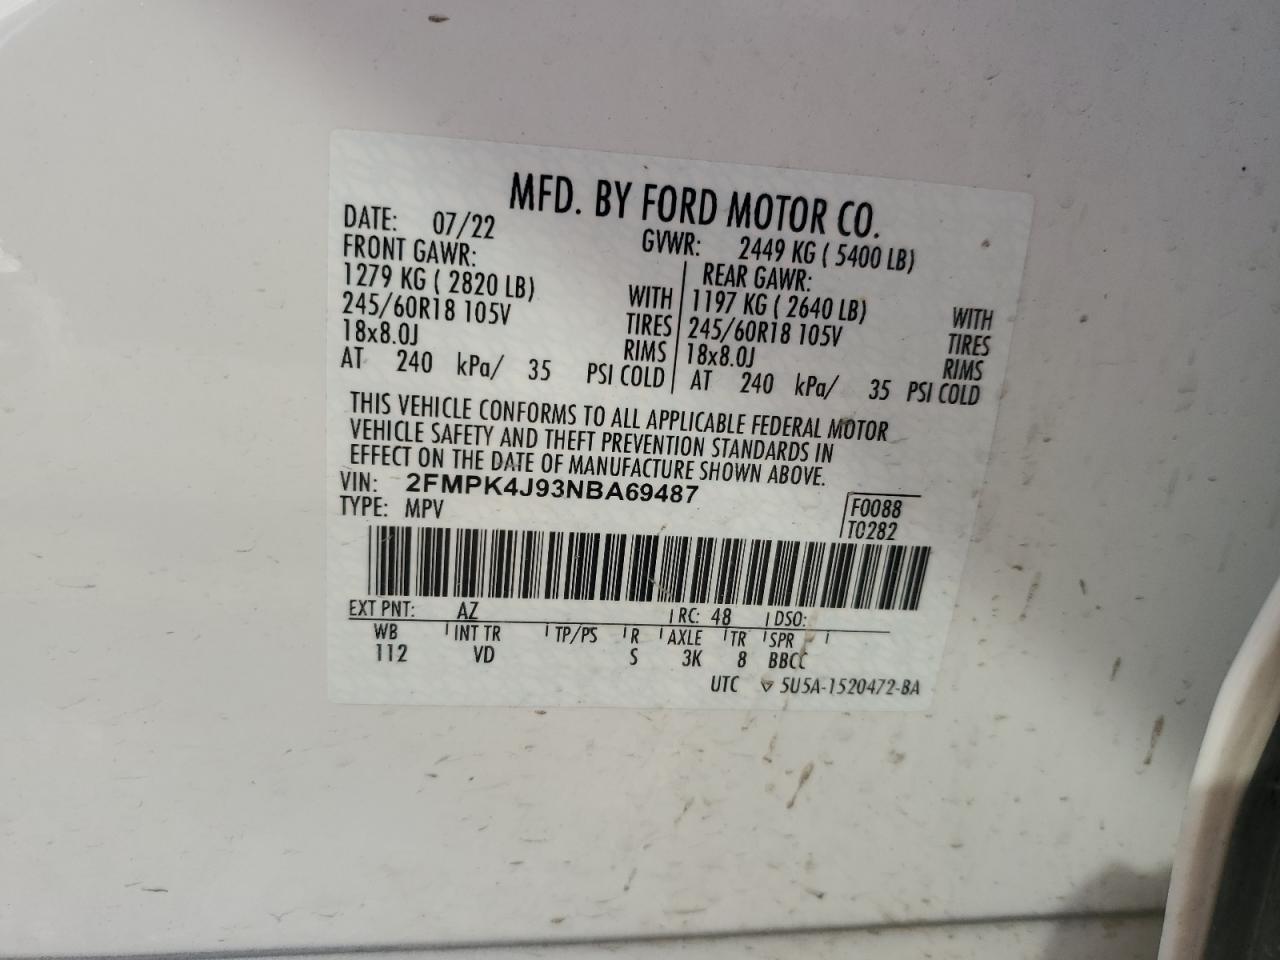 MFD. BY FORD MOTOR CO.
DATE: 07/22 GVWR: 2449 KG ( 5400 LB)
FRONT GAWR: REAR GAWR:
1279 KG ( 2820 LB) WITH 1197 KG ( 2640 LB) WITH
245/60R18 105V TIRES 245/60R18 105V TIRES
18x8.0J RIMS 18x8.0J RIMS
AT 240 kPa/ 35 PSI COLD AT 240 kPa/ 35 PSI COLD
THIS VEHICLE CONFORMS TO ALL APPLICABLE FEDERAL MOTOR
VEHICLE SAFETY AND THEFT PREVENTION STANDARDS IN
EFFECT ON THE DATE OF MANUFACTURE SHOWN ABOVE.
VIN: 2FMPK4J93NBA69487 F0088
TYPE: MPV T0282
EXT PNT: AZ RC: 48 DSO:
WB INT TR TP/PS R AXLE TR SPR
112 VD S 3K 8 BBCC
UTC 5U5A-1520472-BA